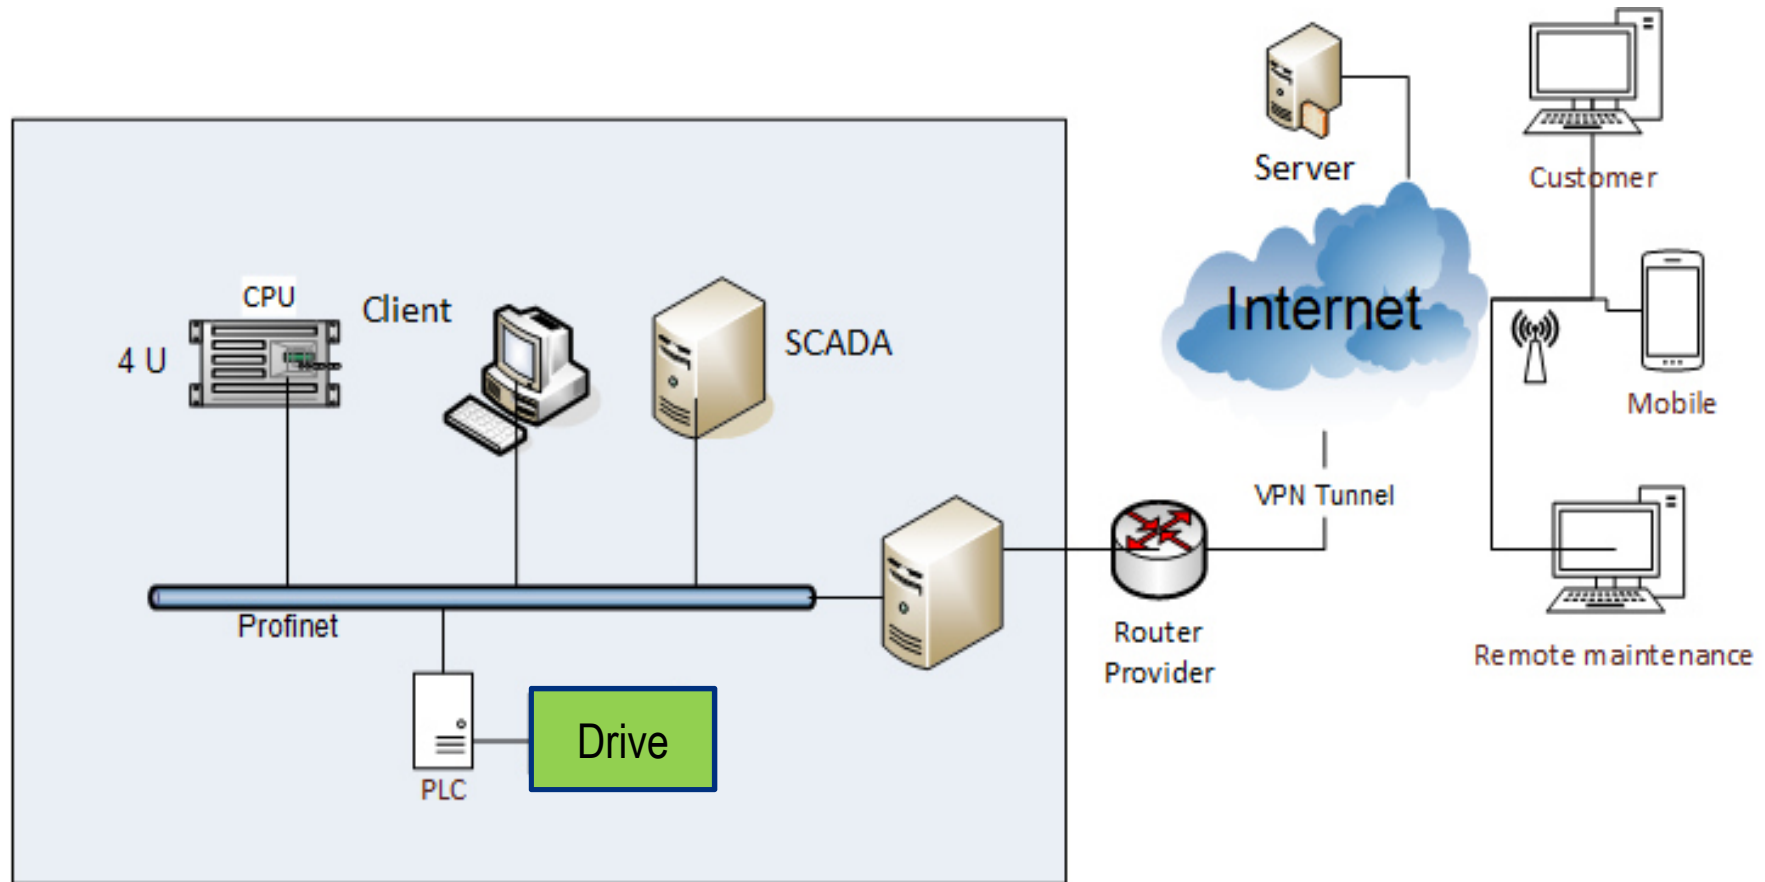 Server
Customer
Internet
CPU
Client
4 U
SCADA
Mobile
VPN Tunnel
Profinet
Router
Provider
Remote maintenance
Drive
PLC